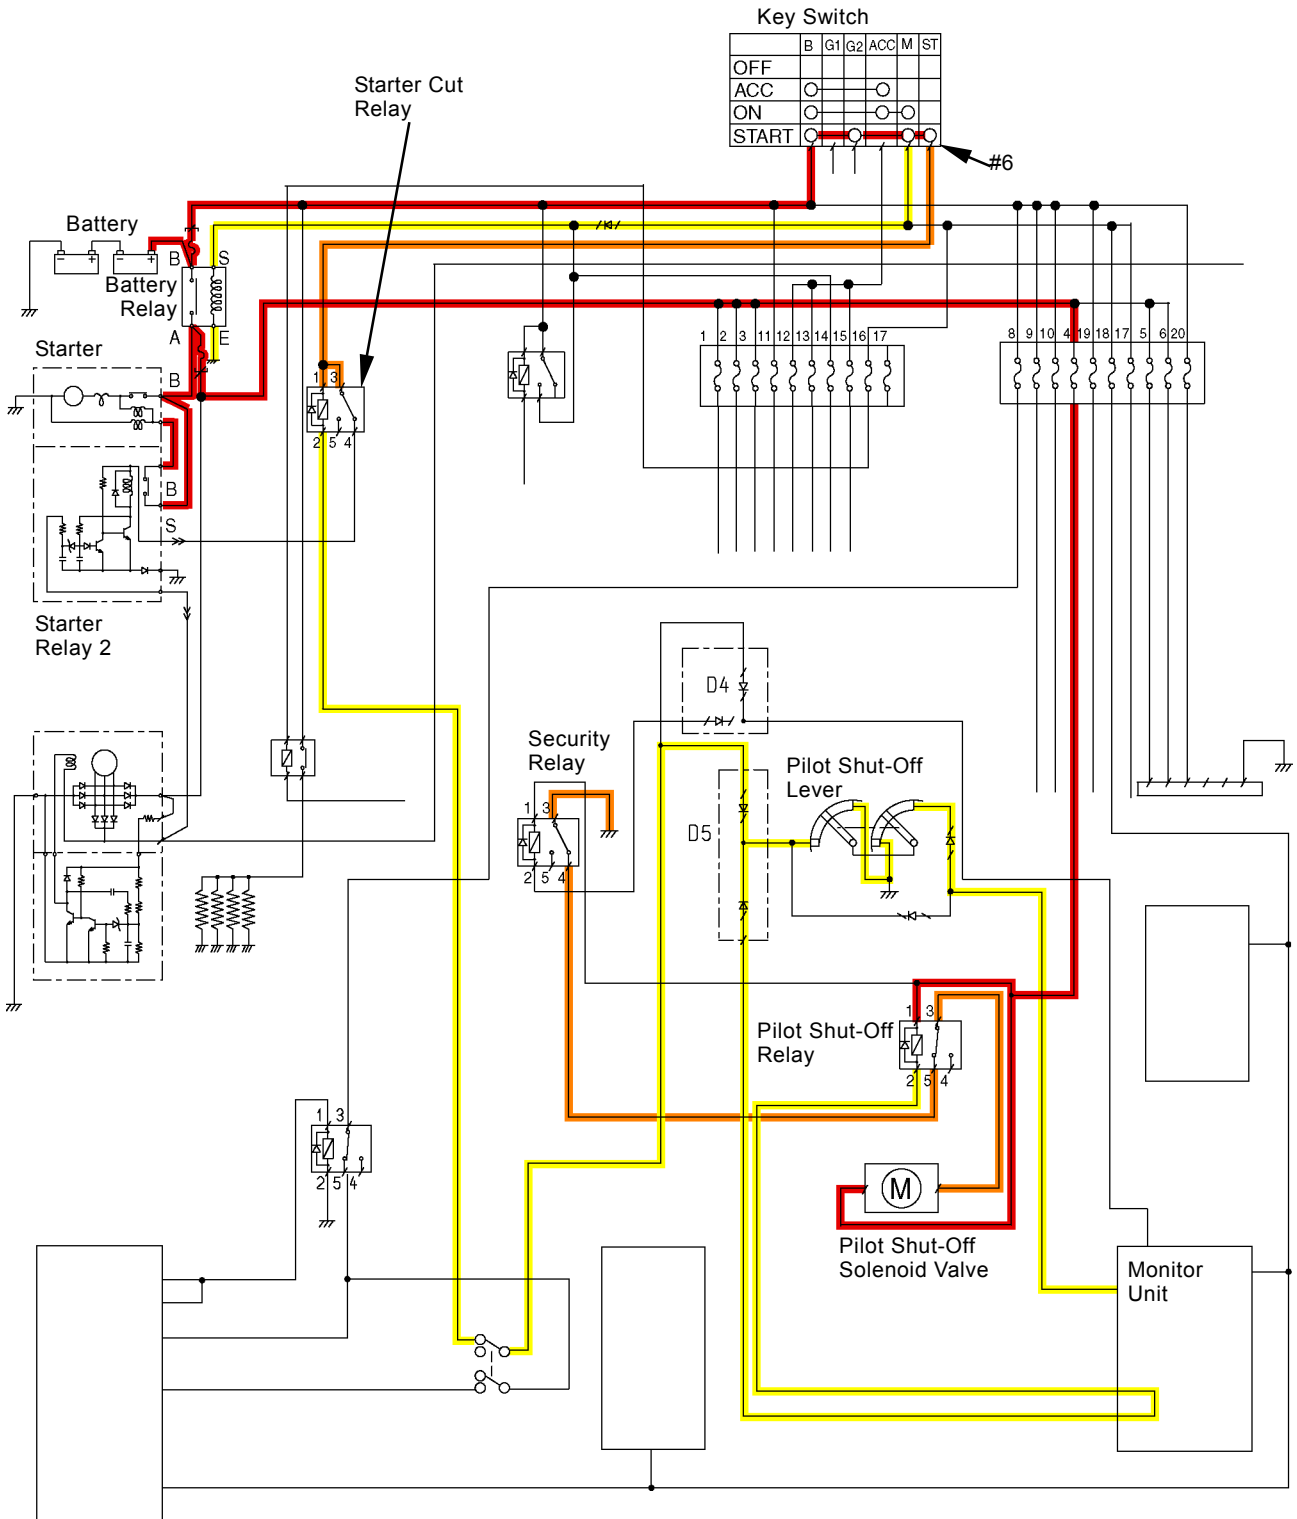 Key Switch
B G1 G2 ACC M ST
OFF
ACC
ON
START
#6
Starter Cut
Relay
Battery
− + − +
B S
Battery
Relay
A E
Starter
B
1 3
2 5 4
B
S
Starter
Relay 2
1 2 3 11 12 13 14 15 16 17
8 9 10 4 19 18 17 5 6 20
D4
Security
Relay
1 3
2 5 4
Pilot Shut-Off
Lever
D5
Pilot Shut-Off
Relay
1 3
2 5 4
1 3
2 5 4
M
Pilot Shut-Off
Solenoid Valve
Monitor
Unit